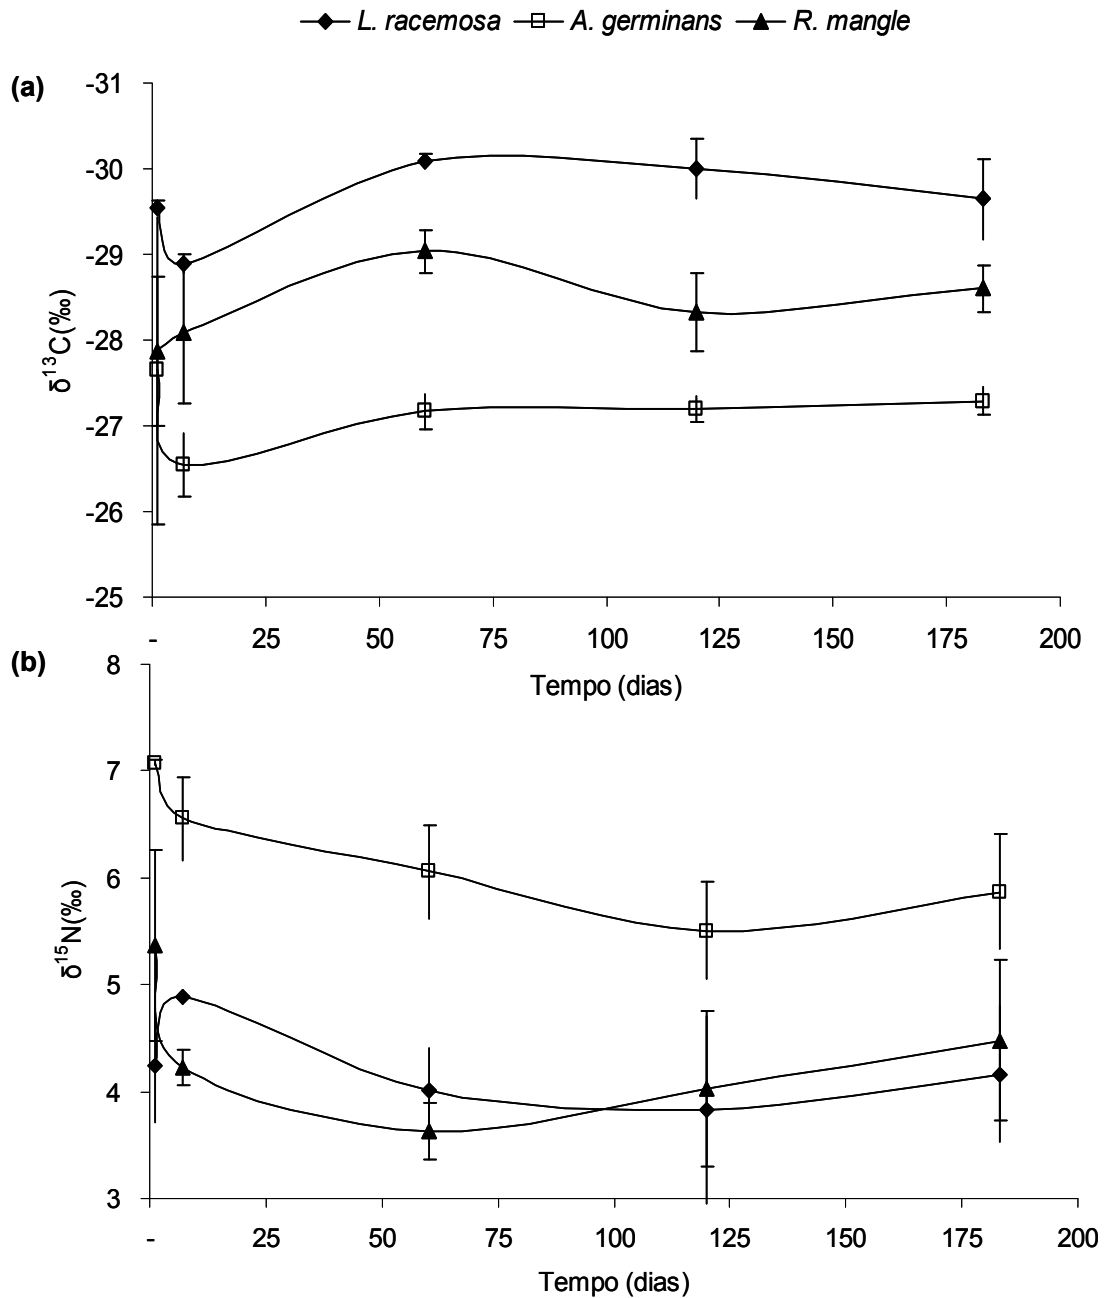 L. racemosa A. germinans R. mangle
(a)
-31
-30
-29
-28
-27
-26
-25
δ¹³C(‰)
- 25 50 75 100 125 150 175 200
Tempo (dias)
(b)
8
7
6
5
4
3
δ¹⁵N(‰)
- 25 50 75 100 125 150 175 200
Tempo (dias)